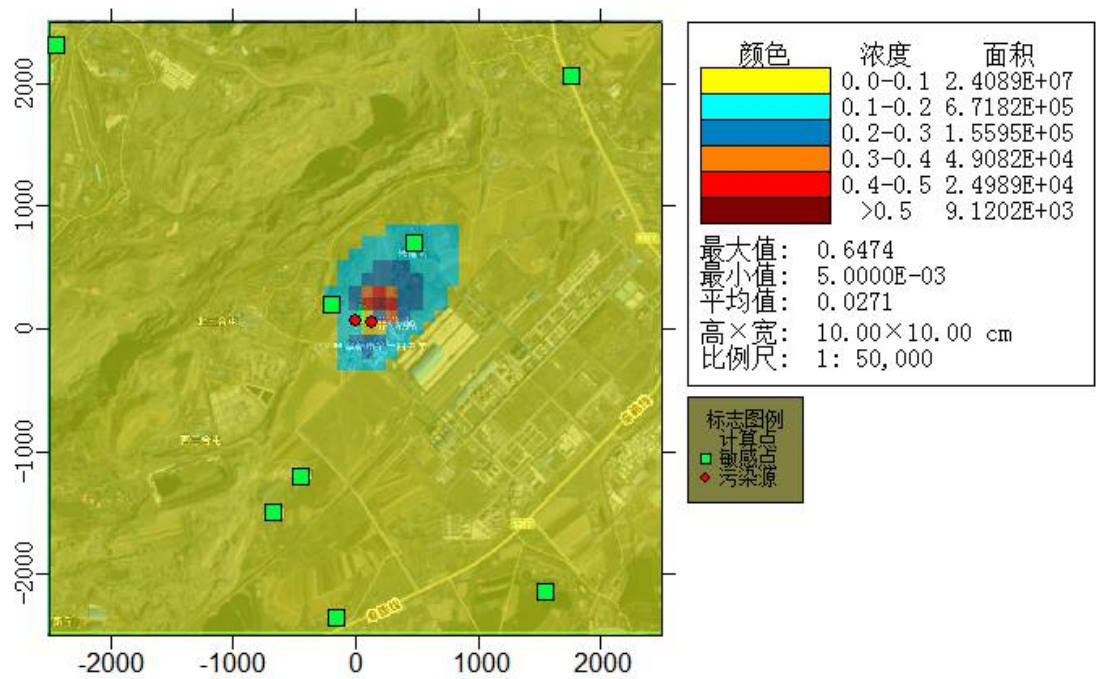 2000
1000
0
-1000
-2000
-2000
-1000
0
1000
2000
颜色 浓度 面积
0.0-0.1 2.4089E+07
0.1-0.2 6.7182E+05
0.2-0.3 1.5595E+05
0.3-0.4 4.9082E+04
0.4-0.5 2.4989E+04
>0.5 9.1202E+03
最大值: 0.6474
最小值: 5.0000E-03
平均值: 0.0271
高×宽: 10.00×10.00 cm
比例尺: 1: 50,000
标志图例
计算点
敏感点
污染源